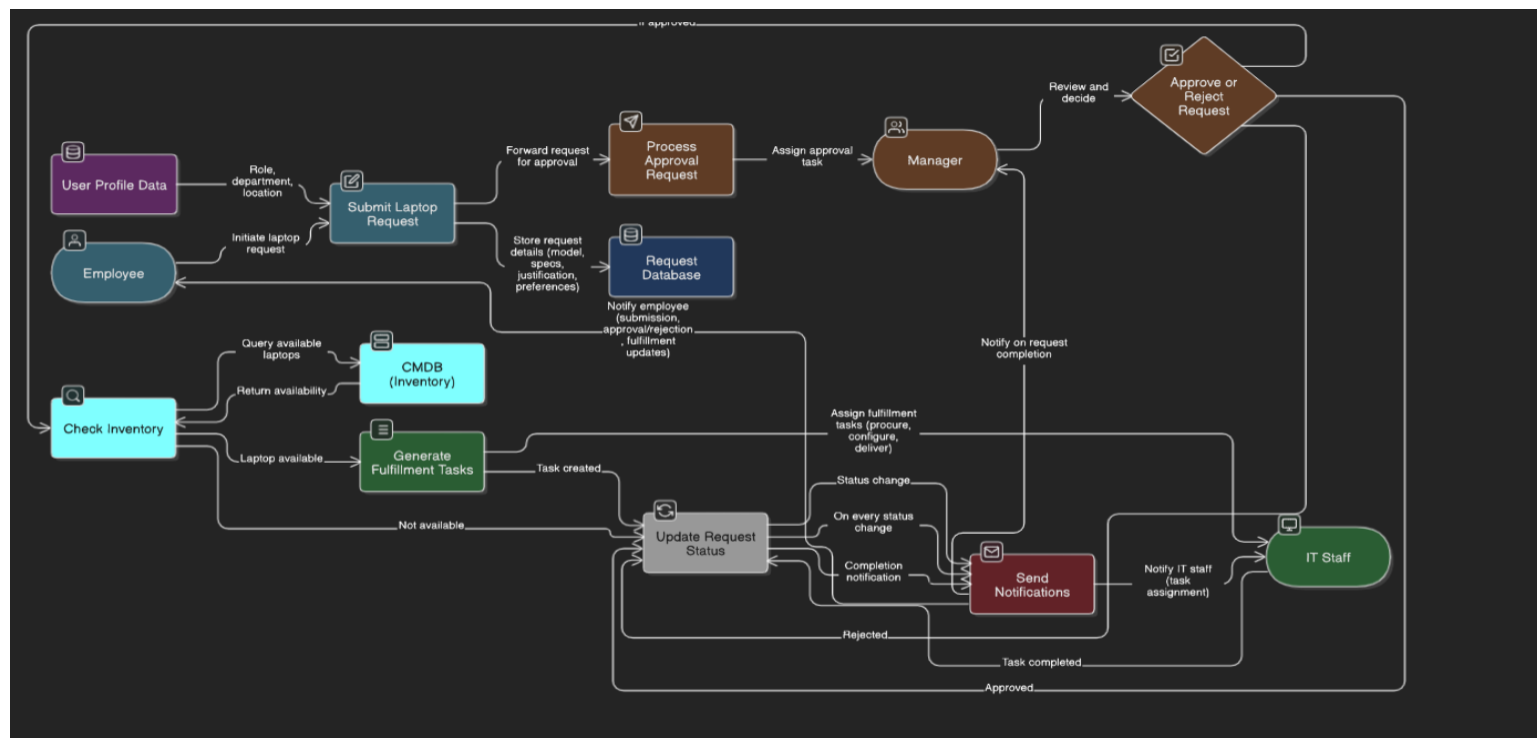 If approved
Approve or
Reject
Request
Review and
decide
Process
Approval
Request
Forward request
for approval
Assign approval
task
Manager
User Profile Data
Role,
department,
location
Submit Laptop
Request
Initiate laptop
request
Employee
Store request
details (model,
specs,
justification,
preferences)
Request
Database
Notify employee
(submission,
approval/rejection
, fulfillment
updates)
Notify on request
completion
Query available
laptops
CMDB
(Inventory)
Return availability
Check Inventory
Laptop available
Generate
Fulfillment Tasks
Assign fulfillment
tasks (procure,
configure,
deliver)
Task created
Status change
Not available
On every status
change
Update Request
Status
Completion
notification
Send
Notifications
Notify IT staff
(task
assignment)
IT Staff
Rejected
Task completed
Approved